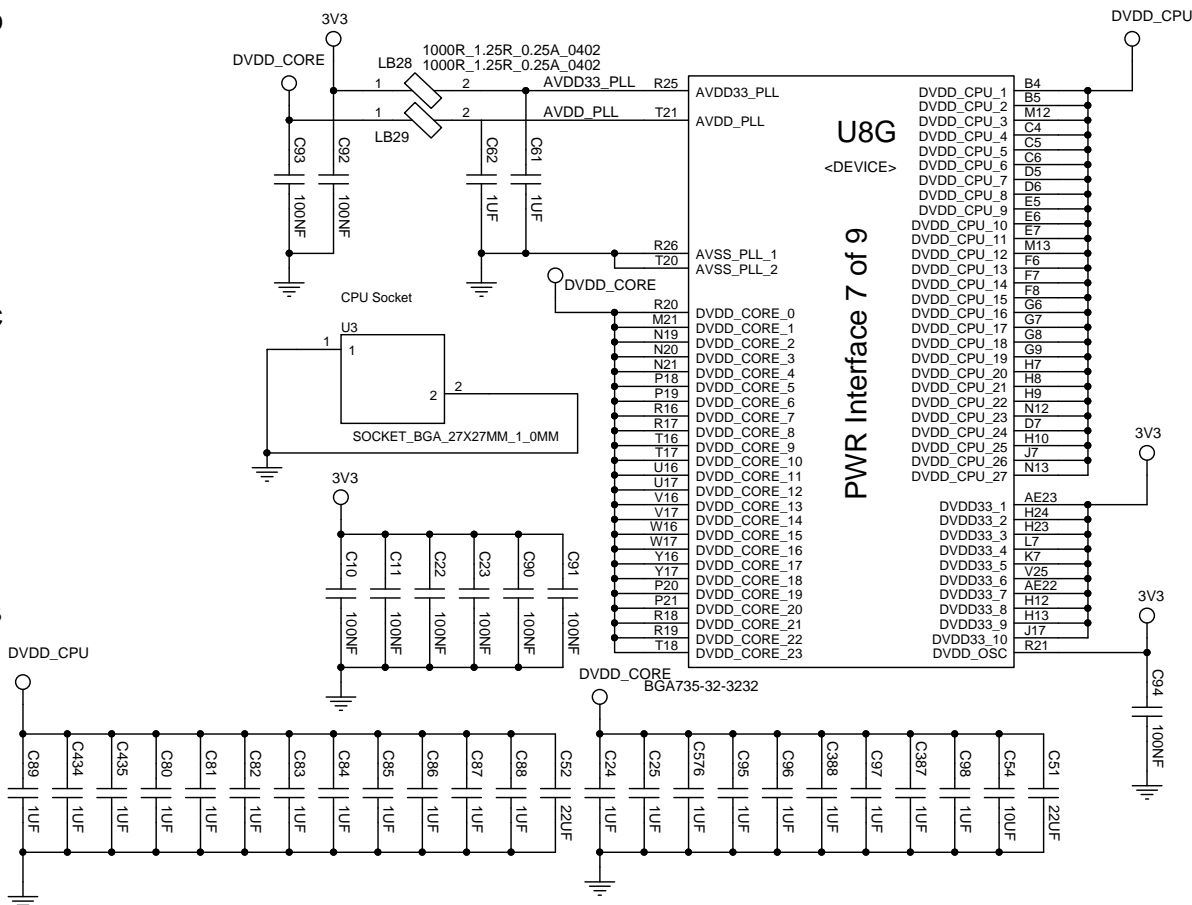 3V3
DVDD_CPU
DVDD_CORE
1000R_1.25R_0.25A_0402
1000R_1.25R_0.25A_0402
LB28
1 2 AVDD33_PLL R25
1 2 AVDD_PLL T21
LB29
C93 100NF
C92 100NF
C62 1UF
C61 1UF
AVDD33_PLL
AVDD_PLL
R26 AVSS_PLL_1
T20 AVSS_PLL_2
DVDD_CORE
R20 DVDD_CORE_0
M21 DVDD_CORE_1
N19 DVDD_CORE_2
N20 DVDD_CORE_3
N21 DVDD_CORE_4
P18 DVDD_CORE_5
P19 DVDD_CORE_6
R16 DVDD_CORE_7
R17 DVDD_CORE_8
T16 DVDD_CORE_9
T17 DVDD_CORE_10
U16 DVDD_CORE_11
U17 DVDD_CORE_12
V16 DVDD_CORE_13
V17 DVDD_CORE_14
W16 DVDD_CORE_15
W17 DVDD_CORE_16
Y16 DVDD_CORE_17
Y17 DVDD_CORE_18
P20 DVDD_CORE_19
P21 DVDD_CORE_20
R18 DVDD_CORE_21
R19 DVDD_CORE_22
T18 DVDD_CORE_23
U8G
<DEVICE>
PWR Interface 7 of 9
DVDD_CPU_1 B4
DVDD_CPU_2 B5
DVDD_CPU_3 M12
DVDD_CPU_4 C4
DVDD_CPU_5 C5
DVDD_CPU_6 C6
DVDD_CPU_7 D5
DVDD_CPU_8 D6
DVDD_CPU_9 E5
DVDD_CPU_10 E6
DVDD_CPU_11 E7
DVDD_CPU_12 M13
DVDD_CPU_13 F6
DVDD_CPU_14 F7
DVDD_CPU_15 F8
DVDD_CPU_16 G6
DVDD_CPU_17 G7
DVDD_CPU_18 G8
DVDD_CPU_19 G9
DVDD_CPU_20 H7
DVDD_CPU_21 H8
DVDD_CPU_22 H9
DVDD_CPU_23 N12
DVDD_CPU_24 D7
DVDD_CPU_25 H10
DVDD_CPU_26 J7
DVDD_CPU_27 N13
3V3
DVDD33_1 AE23
DVDD33_2 H24
DVDD33_3 H23
DVDD33_4 L7
DVDD33_5 K7
DVDD33_6 V25
DVDD33_7 AE22
DVDD33_8 H12
DVDD33_9 H13
DVDD33_10 J17
DVDD_OSC R21
3V3
C94 100NF
BGA735-32-3232
CPU Socket
U3
1 1
2 2
SOCKET_BGA_27X27MM_1_0MM
3V3
C10 100NF
C11 100NF
C22 100NF
C23 100NF
C90 100NF
C91 100NF
DVDD_CPU
C89 1UF
C434 1UF
C435 1UF
C80 1UF
C81 1UF
C82 1UF
C83 1UF
C84 1UF
C85 1UF
C86 1UF
C87 1UF
C88 1UF
C52 22UF
DVDD_CORE
C24 1UF
C25 1UF
C576 1UF
C95 1UF
C96 1UF
C388 1UF
C97 1UF
C387 1UF
C98 1UF
C54 10UF
C51 22UF